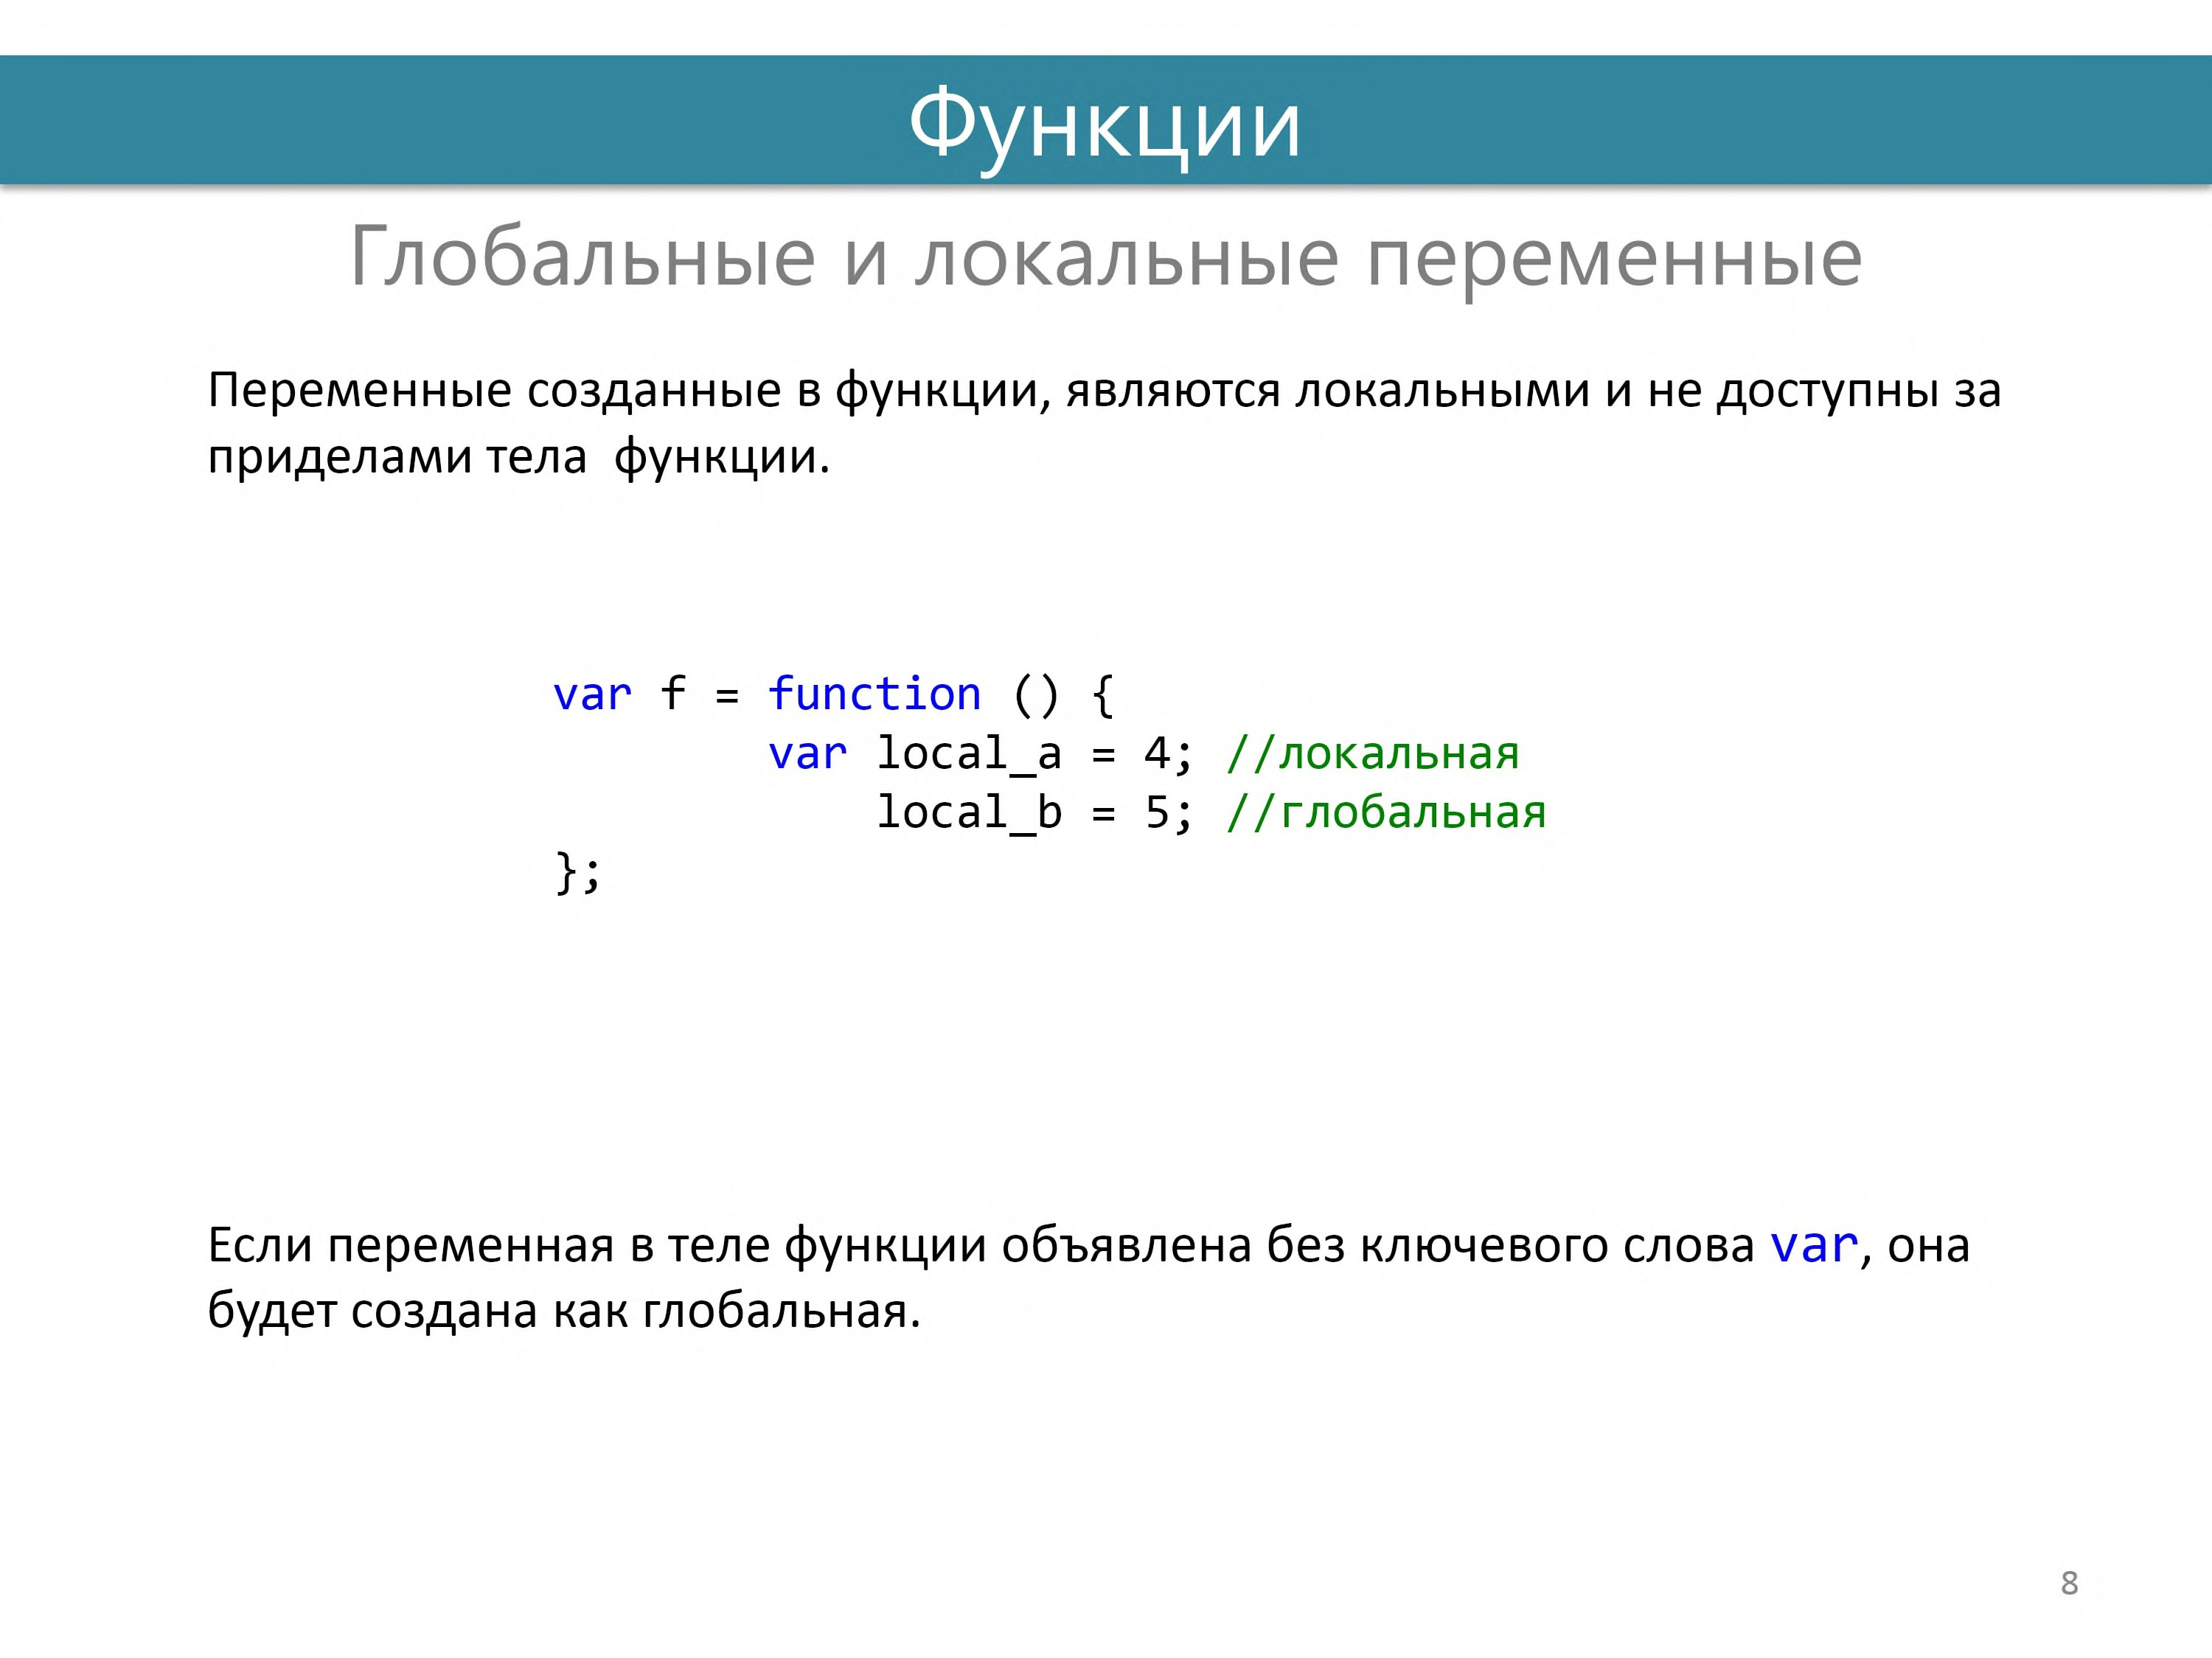 Функции
Глобальные и локальные переменные
Переменные созданные в функции, являются локальными и не доступны за
приделами тела  функции.
var f = function () {
        var local_a = 4; //локальная
            local_b = 5; //глобальная
};
Если переменная в теле функции объявлена без ключевого слова var, она
будет создана как глобальная.
8